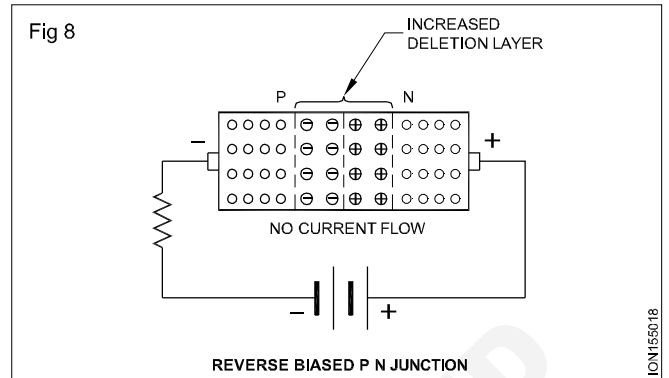 Fig 8
INCREASED
DELETION LAYER
P N
- +
NO CURRENT FLOW
- +
REVERSE BIASED P N JUNCTION
ION155018